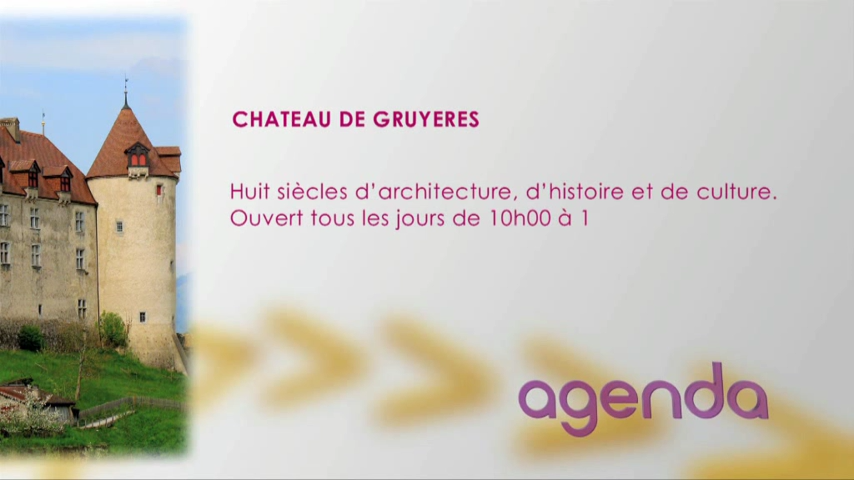 CHATEAU DE GRUYERES
Huit siècles d'architecture, d'histoire et de culture.
Ouvert tous les jours de 10h00 à 1
agenda